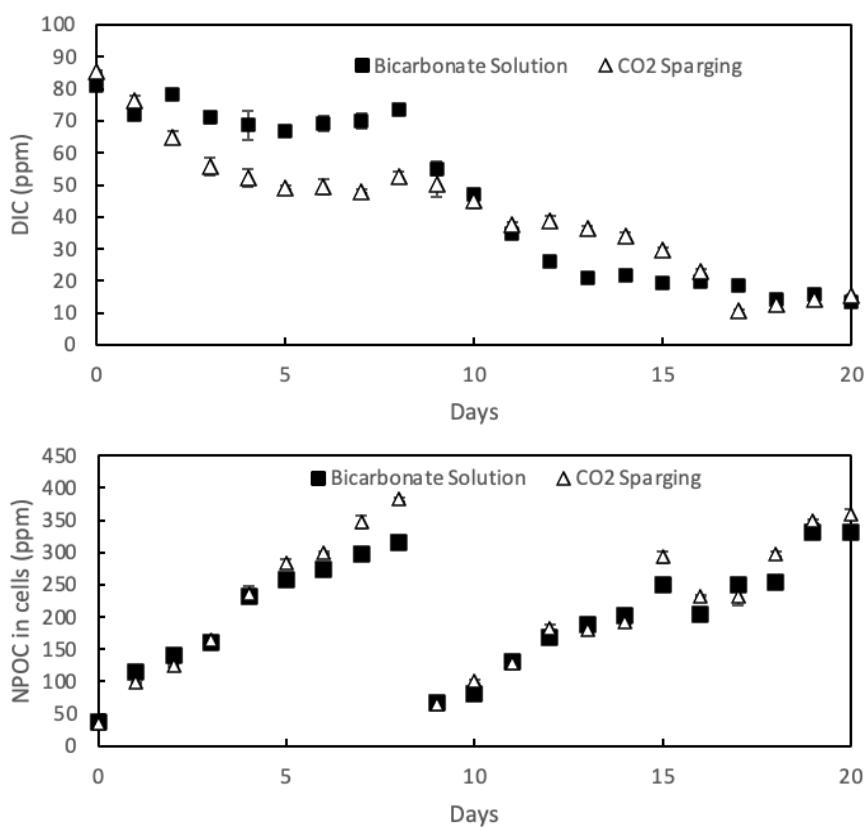 100
90
80
70
60
50
40
30
20
10
0
DIC (ppm)
Bicarbonate Solution CO2 Sparging
0 5 10 15 20
Days
450
400
350
300
250
200
150
100
50
0
NPOC in cells (ppm)
Bicarbonate Solution CO2 Sparging
0 5 10 15 20
Days